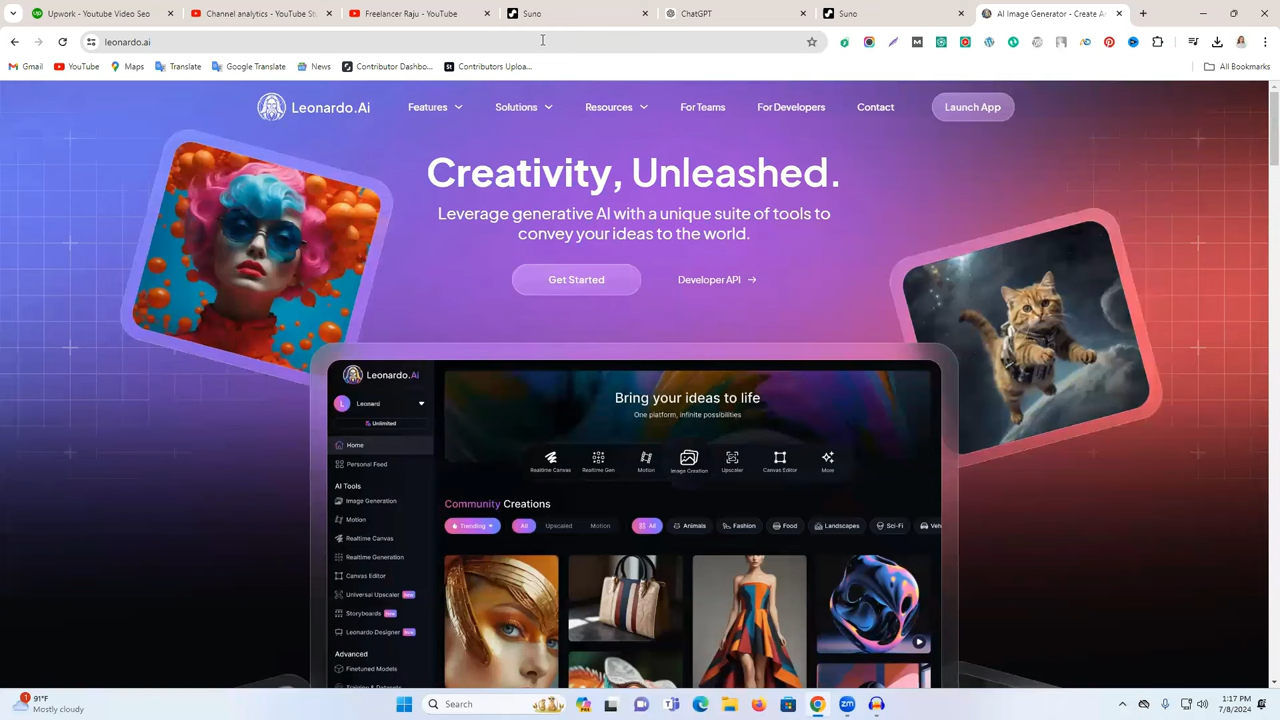 Upwork - Youtube Video &
Channel analytics - YouTube S
Freelancer Raju - YouTube
Suno
ChatGPT
Suno
AI Image Generator - Create A
leonardo.ai
Gmail
YouTube
Maps
Translate
Google Translate
News
Contributor Dashbo...
Contributors Uploa...
All Bookmarks
Leonardo.Ai
Features
Solutions
Resources
For Teams
For Developers
Contact
Launch App
Creativity, Unleashed.
Leverage generative AI with a unique suite of tools to
convey your ideas to the world.
Get Started
Developer API →
Leonardo.Ai
L Leonard
Unlimited
Home
Personal Feed
AI Tools
Image Generation
Motion
Realtime Canvas
Realtime Generation
Canvas Editor
Universal Upscaler New
Storyboards New
Leonardo Designer New
Advanced
Finetuned Models
Training & Datasets
Bring your ideas to life
One platform, infinite possibilities
Realtime Canvas
Realtime Gen
Motion
Image Creation
Upscaler
Canvas Editor
More
Community Creations
Trending
All
Upscaled
Motion
All
Animals
Fashion
Food
Landscapes
Sci-Fi
Veh
1
91°F
Mostly cloudy
Search
1:17 PM
7/8/2024